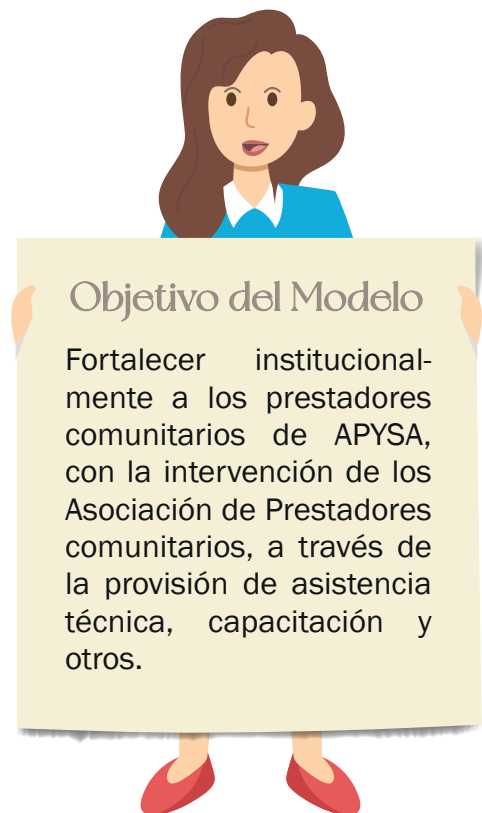 Objetivo del Modelo
Fortalecer institucional-
mente a los prestadores
comunitarios de APYSA,
con la intervención de los
Asociación de Prestadores
comunitarios, a través de
la provisión de asistencia
técnica, capacitación y
otros.